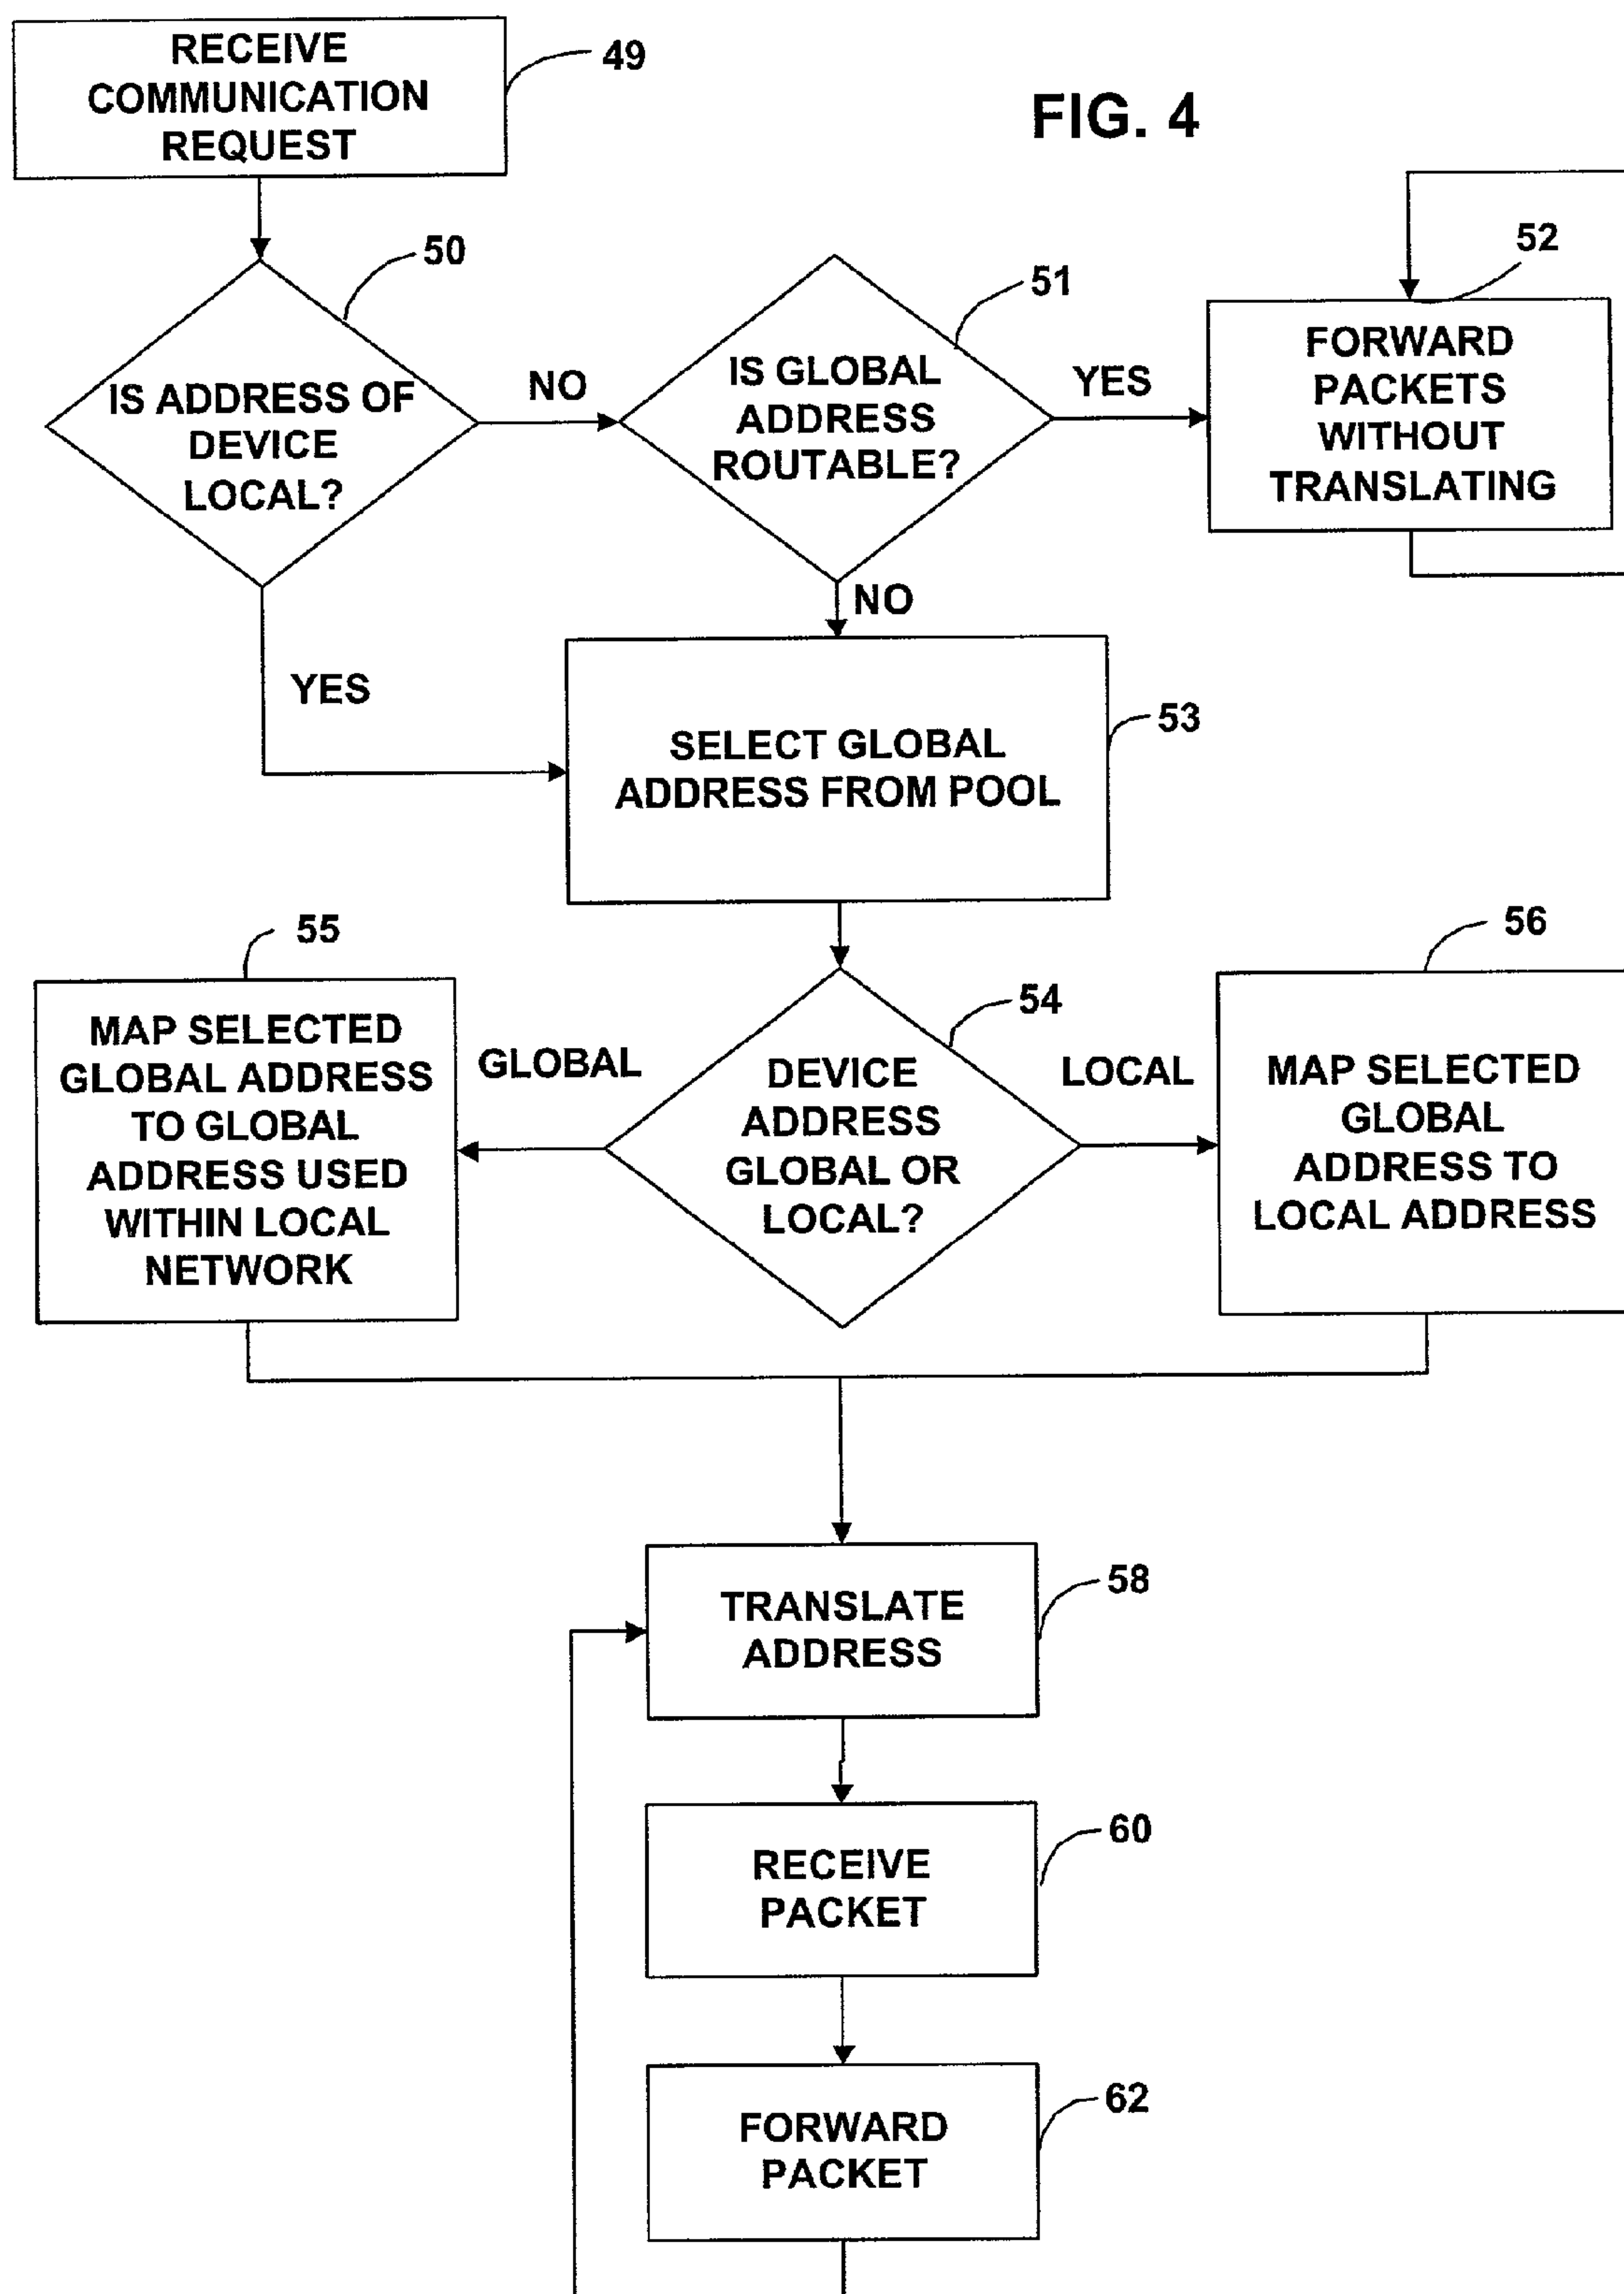 RECEIVE
COMMUNICATION
REQUEST
49
FIG. 4
50
IS ADDRESS OF
DEVICE
LOCAL?
NO
51
IS GLOBAL
ADDRESS
ROUTABLE?
YES
52
FORWARD
PACKETS
WITHOUT
TRANSLATING
NO
YES
53
SELECT GLOBAL
ADDRESS FROM POOL
55
MAP SELECTED
GLOBAL ADDRESS
TO GLOBAL
ADDRESS USED
WITHIN LOCAL
NETWORK
GLOBAL
54
DEVICE
ADDRESS
GLOBAL OR
LOCAL?
LOCAL
56
MAP SELECTED
GLOBAL
ADDRESS TO
LOCAL ADDRESS
58
TRANSLATE
ADDRESS
60
RECEIVE
PACKET
62
FORWARD
PACKET